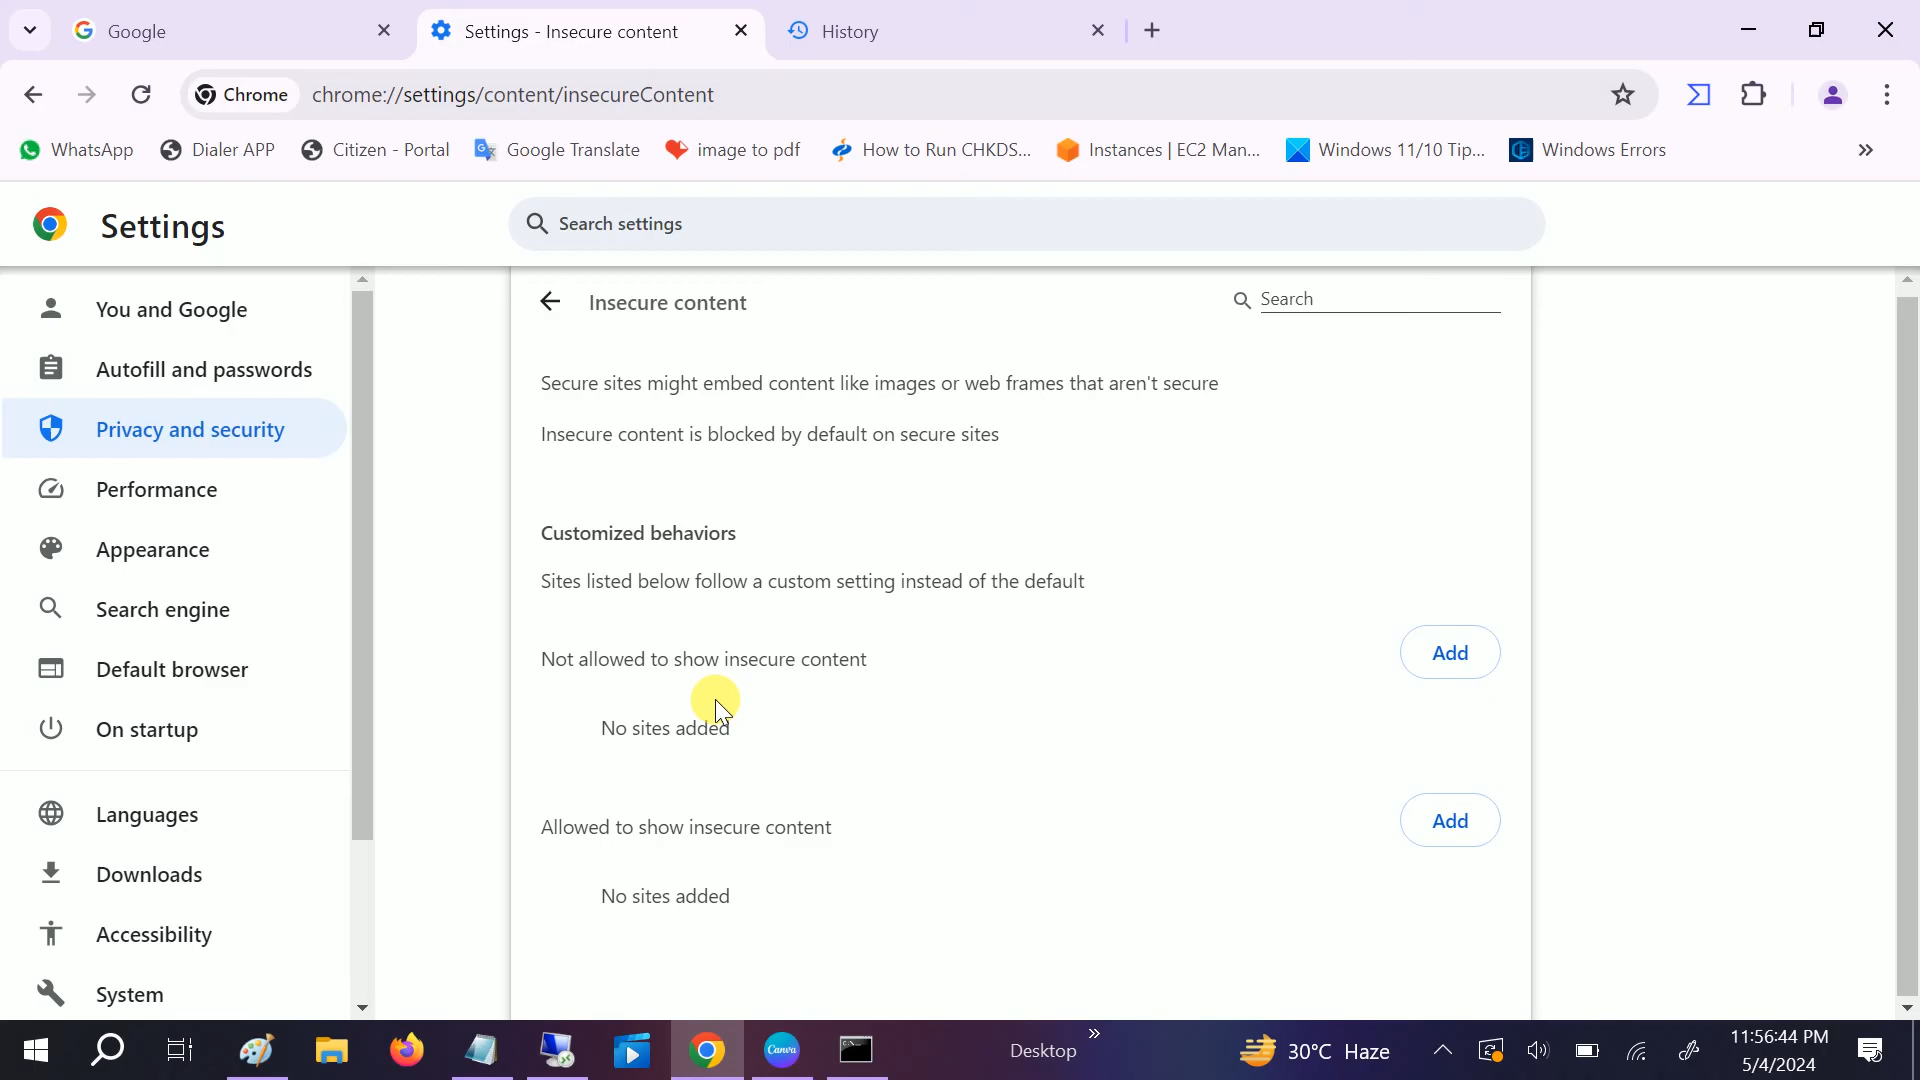 Google
Settings - Insecure content
History
Chrome
chrome://settings/content/insecureContent
WhatsApp
Dialer APP
Citizen - Portal
Google Translate
image to pdf
How to Run CHKDS...
Instances | EC2 Man...
Windows 11/10 Tip...
Windows Errors
Settings
Search settings
You and Google
Autofill and passwords
Privacy and security
Performance
Appearance
Search engine
Default browser
On startup
Languages
Downloads
Accessibility
System
Insecure content
Search
Secure sites might embed content like images or web frames that aren't secure
Insecure content is blocked by default on secure sites
Customized behaviors
Sites listed below follow a custom setting instead of the default
Not allowed to show insecure content
Add
No sites added
Allowed to show insecure content
Add
No sites added
Canva
Desktop
30°C Haze
11:56:44 PM
5/4/2024